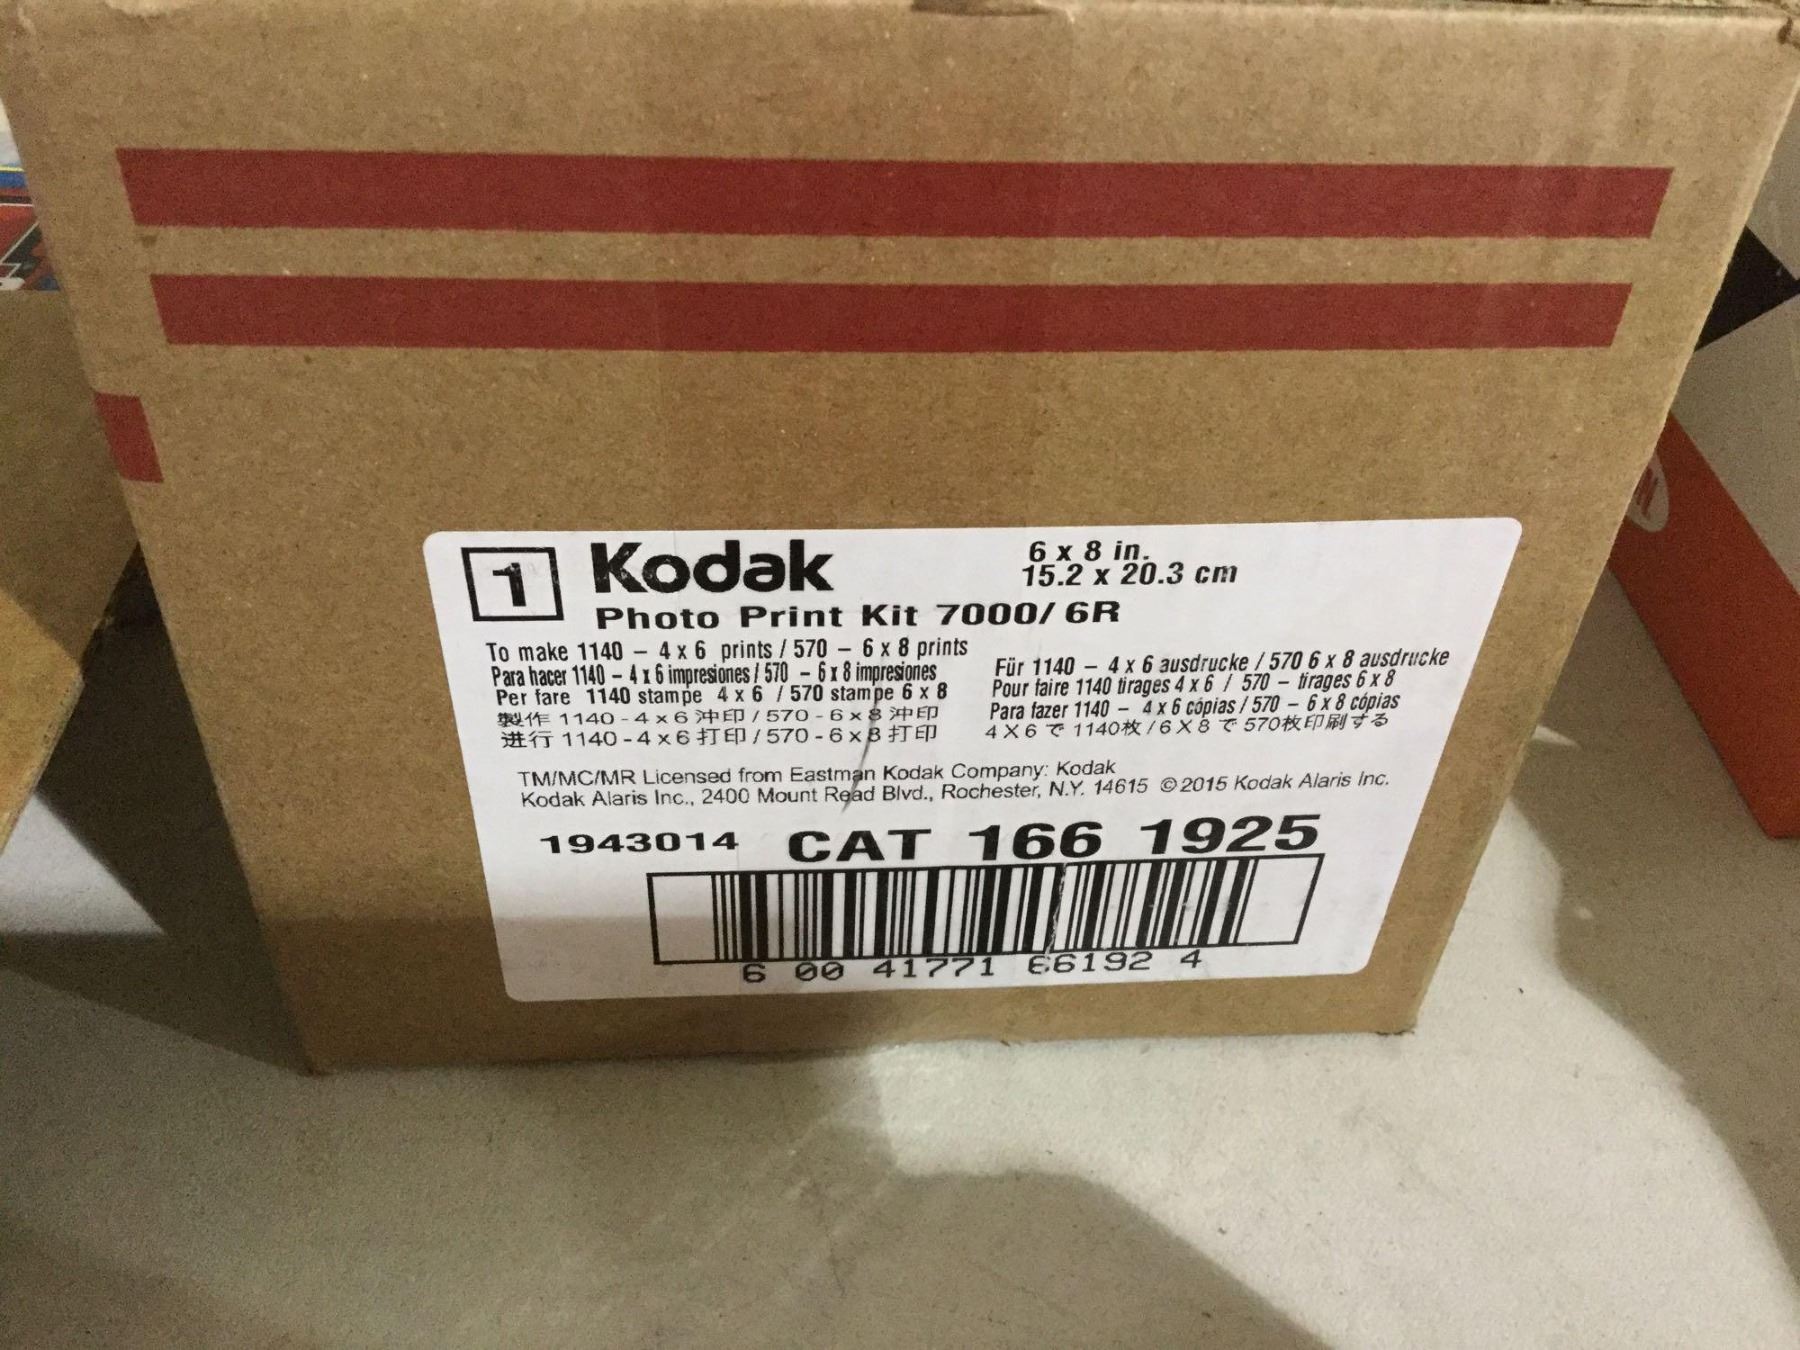 1
Kodak
6 x 8 in.
15.2 x 20.3 cm
Photo Print Kit 7000/ 6R
To make 1140 – 4 x 6 prints / 570 – 6 x 8 prints
Para hacer 1140 – 4 x 6 impresiones / 570 – 6 x 8 impresiones
Per fare 1140 stampe 4 x 6 / 570 stampe 6 x 8
製作 1140 - 4 x 6 沖印 / 570 - 6 x 8 沖印
进行 1140 - 4 x 6 打印 / 570 - 6 x 8 打印
Für 1140 – 4 x 6 ausdrucke / 570 6 x 8 ausdrucke
Pour faire 1140 tirages 4 x 6 / 570 – tirages 6 x 8
Para fazer 1140 – 4 x 6 cópias / 570 – 6 x 8 cópias
4 X 6 で 1140枚 / 6 X 8 で 570枚印刷する
TM/MC/MR Licensed from Eastman Kodak Company: Kodak
Kodak Alaris Inc., 2400 Mount Read Blvd., Rochester, N.Y. 14615 ©2015 Kodak Alaris Inc.
1943014 CAT 166 1925
6 00 41771 66192 4